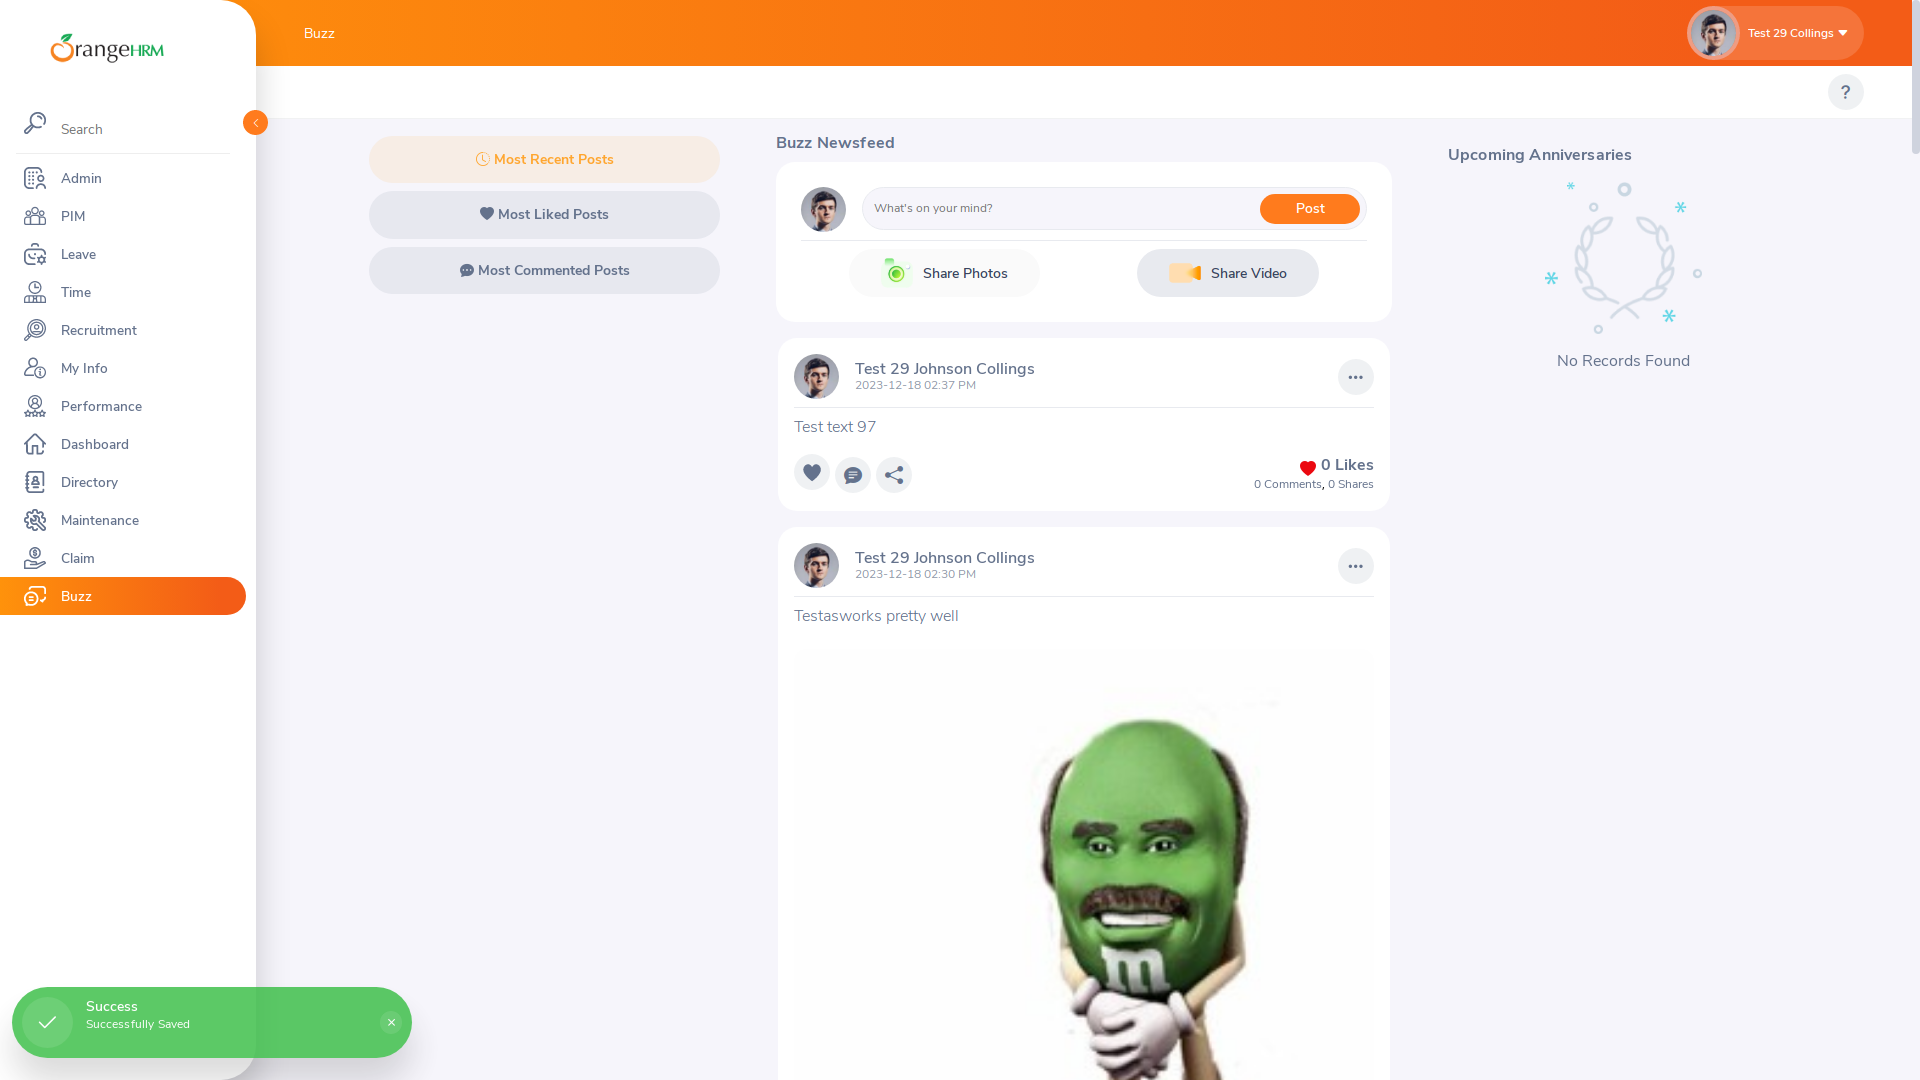 OrangeHRM
Search
Admin
PIM
Leave
Time
Recruitment
My Info
Performance
Dashboard
Directory
Maintenance
Claim
Buzz
Buzz
Test 29 Collings
?
Most Recent Posts
Most Liked Posts
Most Commented Posts
Buzz Newsfeed
What's on your mind?
Post
Share Photos
Share Video
Test 29 Johnson Collings
2023-12-18 02:37 PM
Test text 97
0 Likes
0 Comments, 0 Shares
Test 29 Johnson Collings
2023-12-18 02:30 PM
Testasworks pretty well
m
Upcoming Anniversaries
No Records Found
Success
Successfully Saved